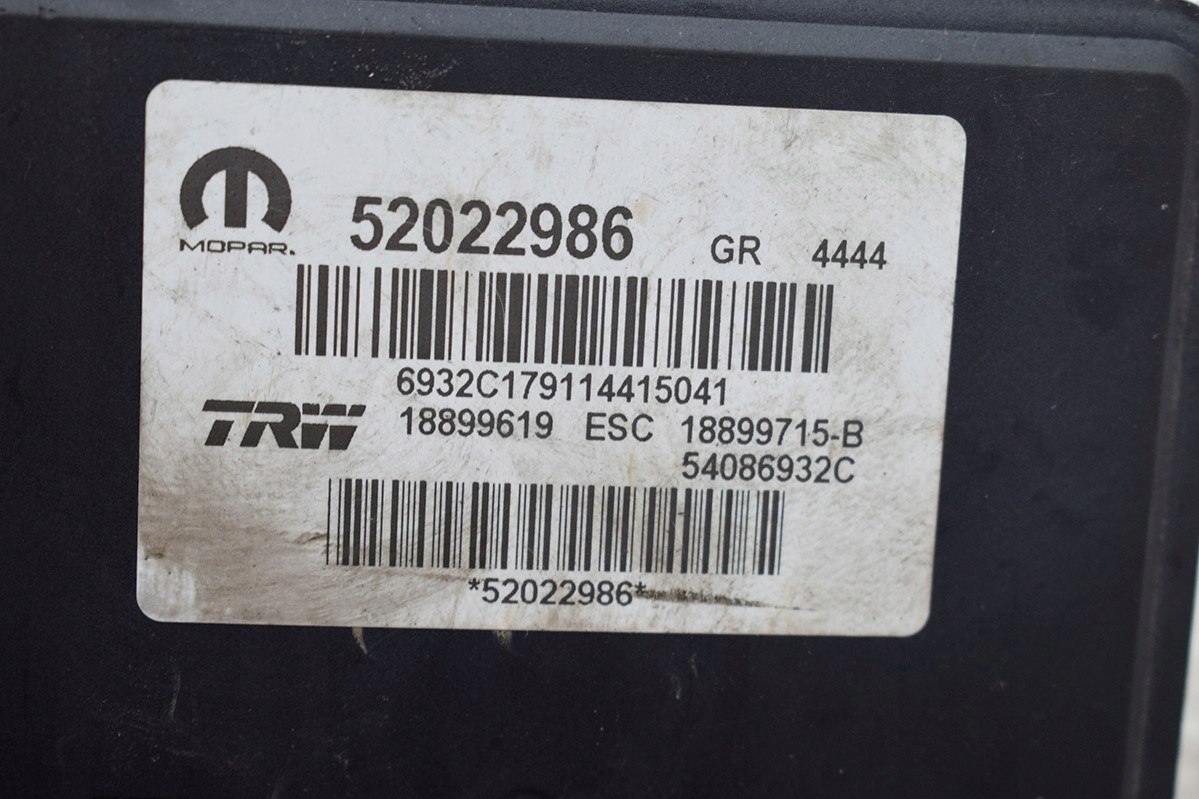 MOPAR.
52022986 GR 4444
6932C179114415041
TRW
18899619 ESC 18899715-B
54086932C
*52022986*